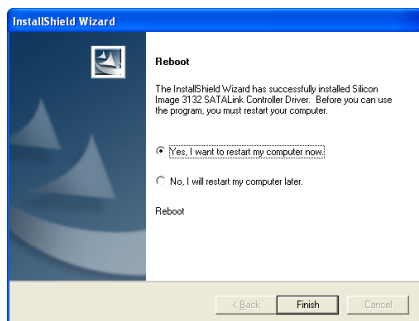 InstallShield Wizard
Reboot
The InstallShield Wizard has successfully installed Silicon
Image 3132 SATALink Controller Driver. Before you can use
the program, you must restart your computer.
Yes, I want to restart my computer now.
No, I will restart my computer later.
Reboot
< Back
Finish
Cancel